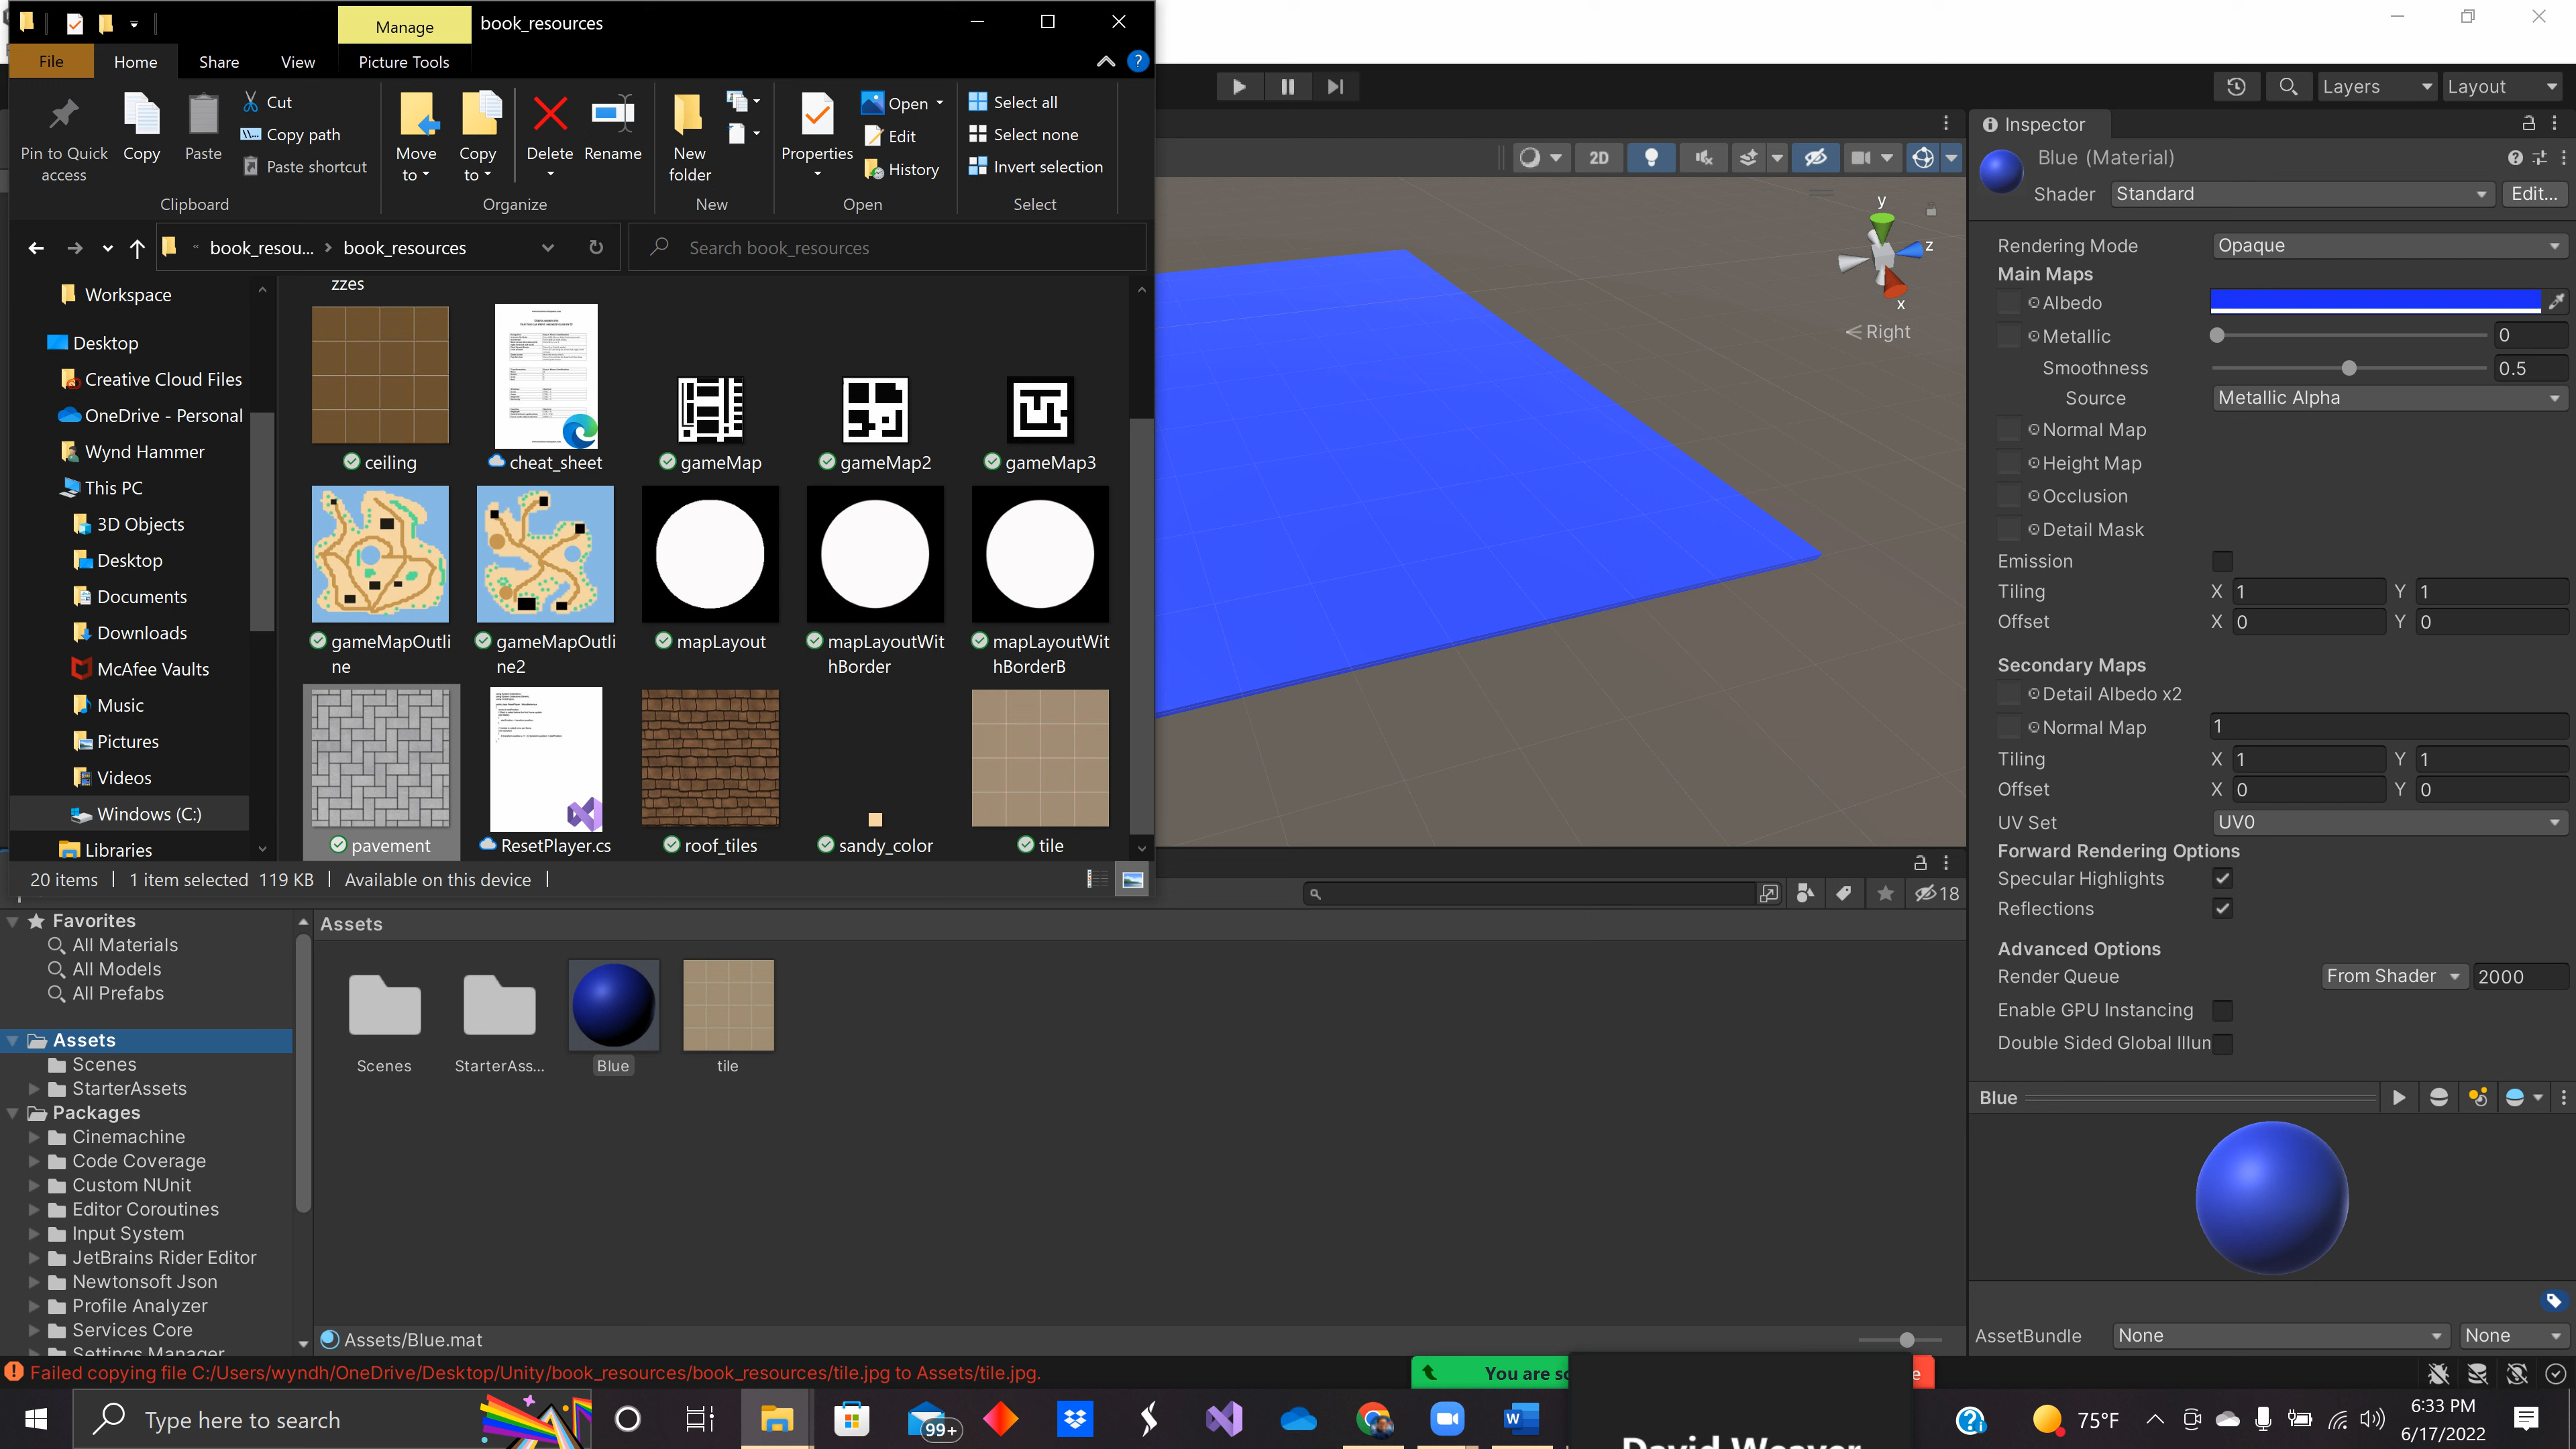 Manage
book_resources
File
Home
Share
View
Picture Tools
?
Pin to Quick access
Copy
Paste
Cut
Copy path
Paste shortcut
Clipboard
Move to
Copy to
Delete
Rename
Organize
New folder
New
Properties
Open
Edit
History
Open
Select all
Select none
Invert selection
Select
book_resou...
book_resources
Search book_resources
Workspace
Desktop
Creative Cloud Files
OneDrive - Personal
Wynd Hammer
This PC
3D Objects
Desktop
Documents
Downloads
McAfee Vaults
Music
Pictures
Videos
Windows (C:)
Libraries
zzes
ceiling
cheat_sheet
gameMap
gameMap2
gameMap3
gameMapOutline
gameMapOutline2
mapLayout
mapLayoutWithBorder
mapLayoutWithBorderB
pavement
ResetPlayer.cs
roof_tiles
sandy_color
tile
20 items
1 item selected 119 KB
Available on this device
2D
y
z
x
Right
Layers
Layout
Inspector
Blue (Material)
Shader
Standard
Edit...
Rendering Mode
Opaque
Main Maps
Albedo
Metallic
0
Smoothness
0.5
Source
Metallic Alpha
Normal Map
Height Map
Occlusion
Detail Mask
Emission
Tiling X 1 Y 1
Offset X 0 Y 0
Secondary Maps
Detail Albedo x2
Normal Map 1
Tiling X 1 Y 1
Offset X 0 Y 0
UV Set UV0
Forward Rendering Options
Specular Highlights
Reflections
Advanced Options
Render Queue From Shader 2000
Enable GPU Instancing
Double Sided Global Illun
Blue
AssetBundle None None
18
Favorites
All Materials
All Models
All Prefabs
Assets
Scenes
StarterAssets
Packages
Cinemachine
Code Coverage
Custom NUnit
Editor Coroutines
Input System
JetBrains Rider Editor
Newtonsoft Json
Profile Analyzer
Services Core
Settings Manager
Assets
Scenes
StarterAss...
Blue
tile
Assets/Blue.mat
Failed copying file C:/Users/wyndh/OneDrive/Desktop/Unity/book_resources/book_resources/tile.jpg to Assets/tile.jpg.
You are sc
e
Type here to search
99+
W
David Weaver
75°F
6:33 PM
6/17/2022